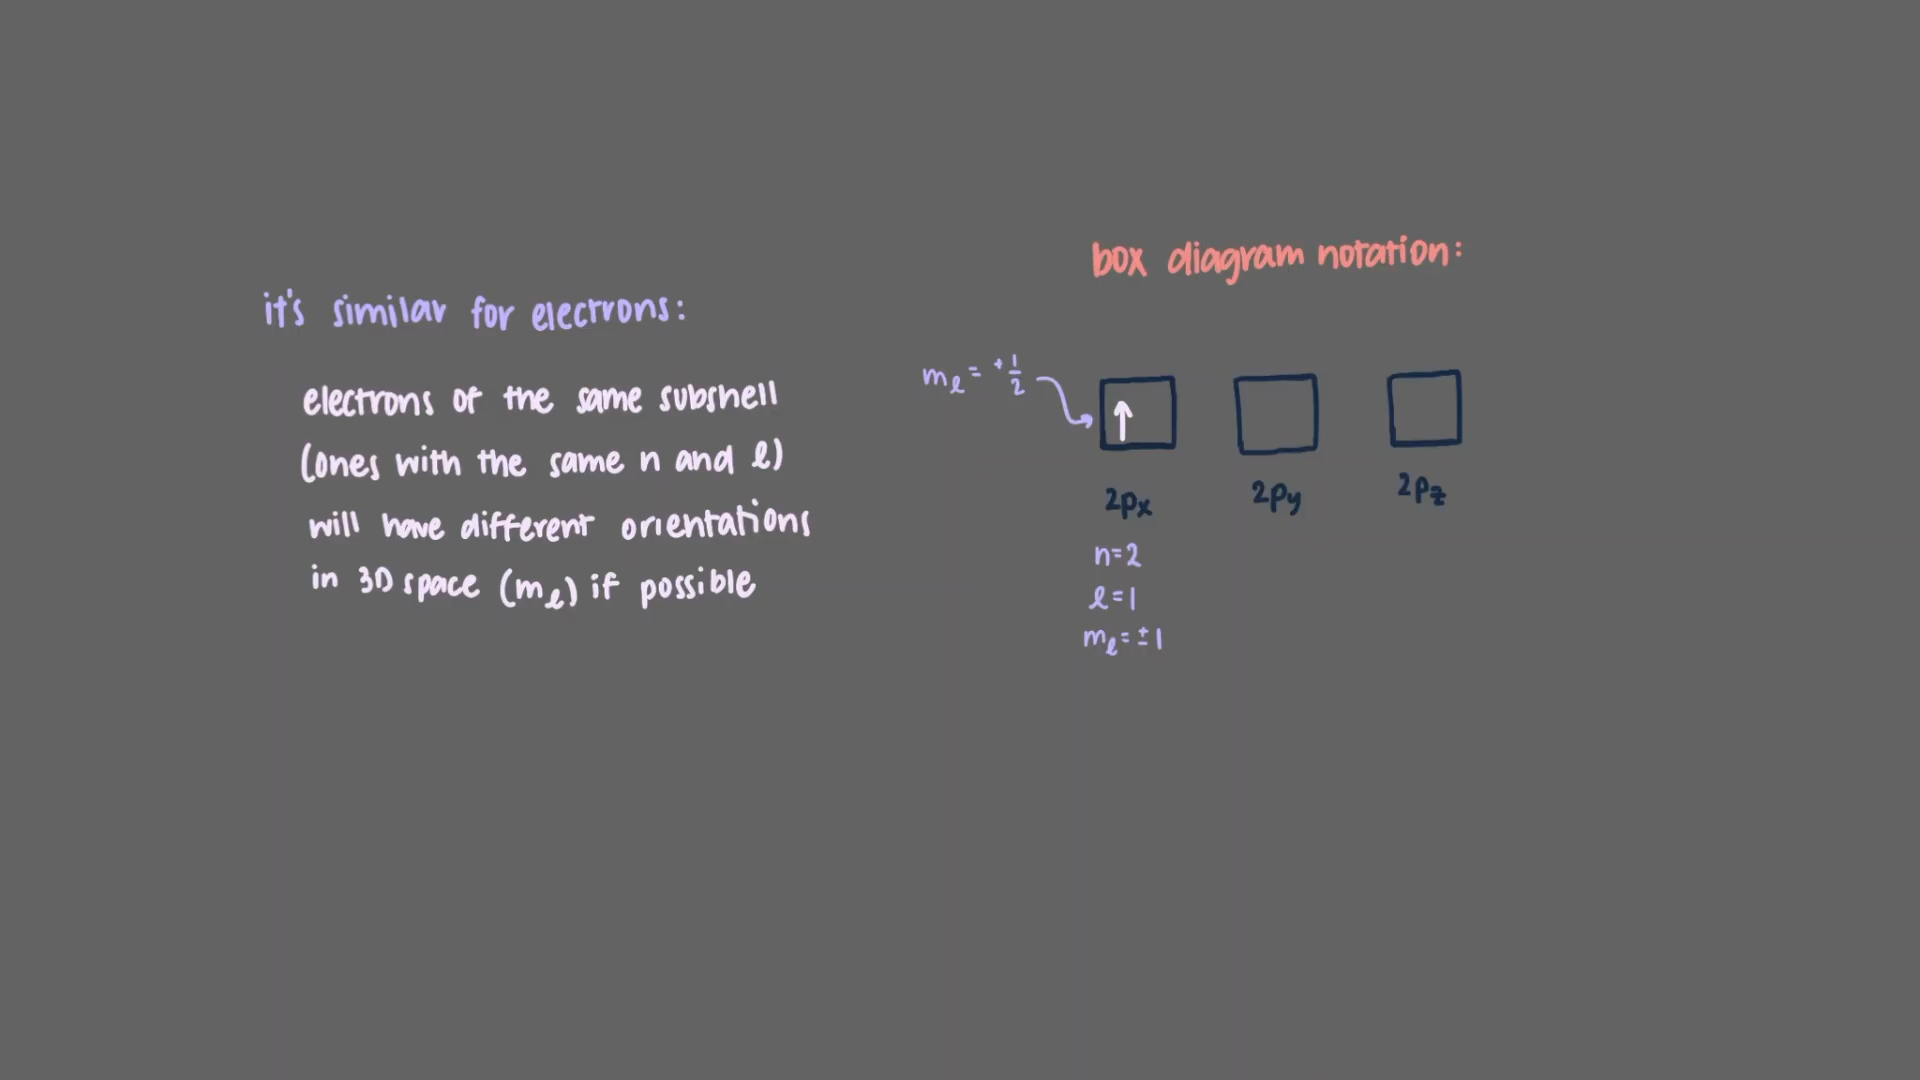 it's similar for electrons:
electrons of the same subshell
(ones with the same n and l)
will have different orientations
in 3D space (mₗ) if possible
box diagram notation:
mₗ = +1/2
↑
2px 2py 2pz
n=2
l=1
mₗ=±1